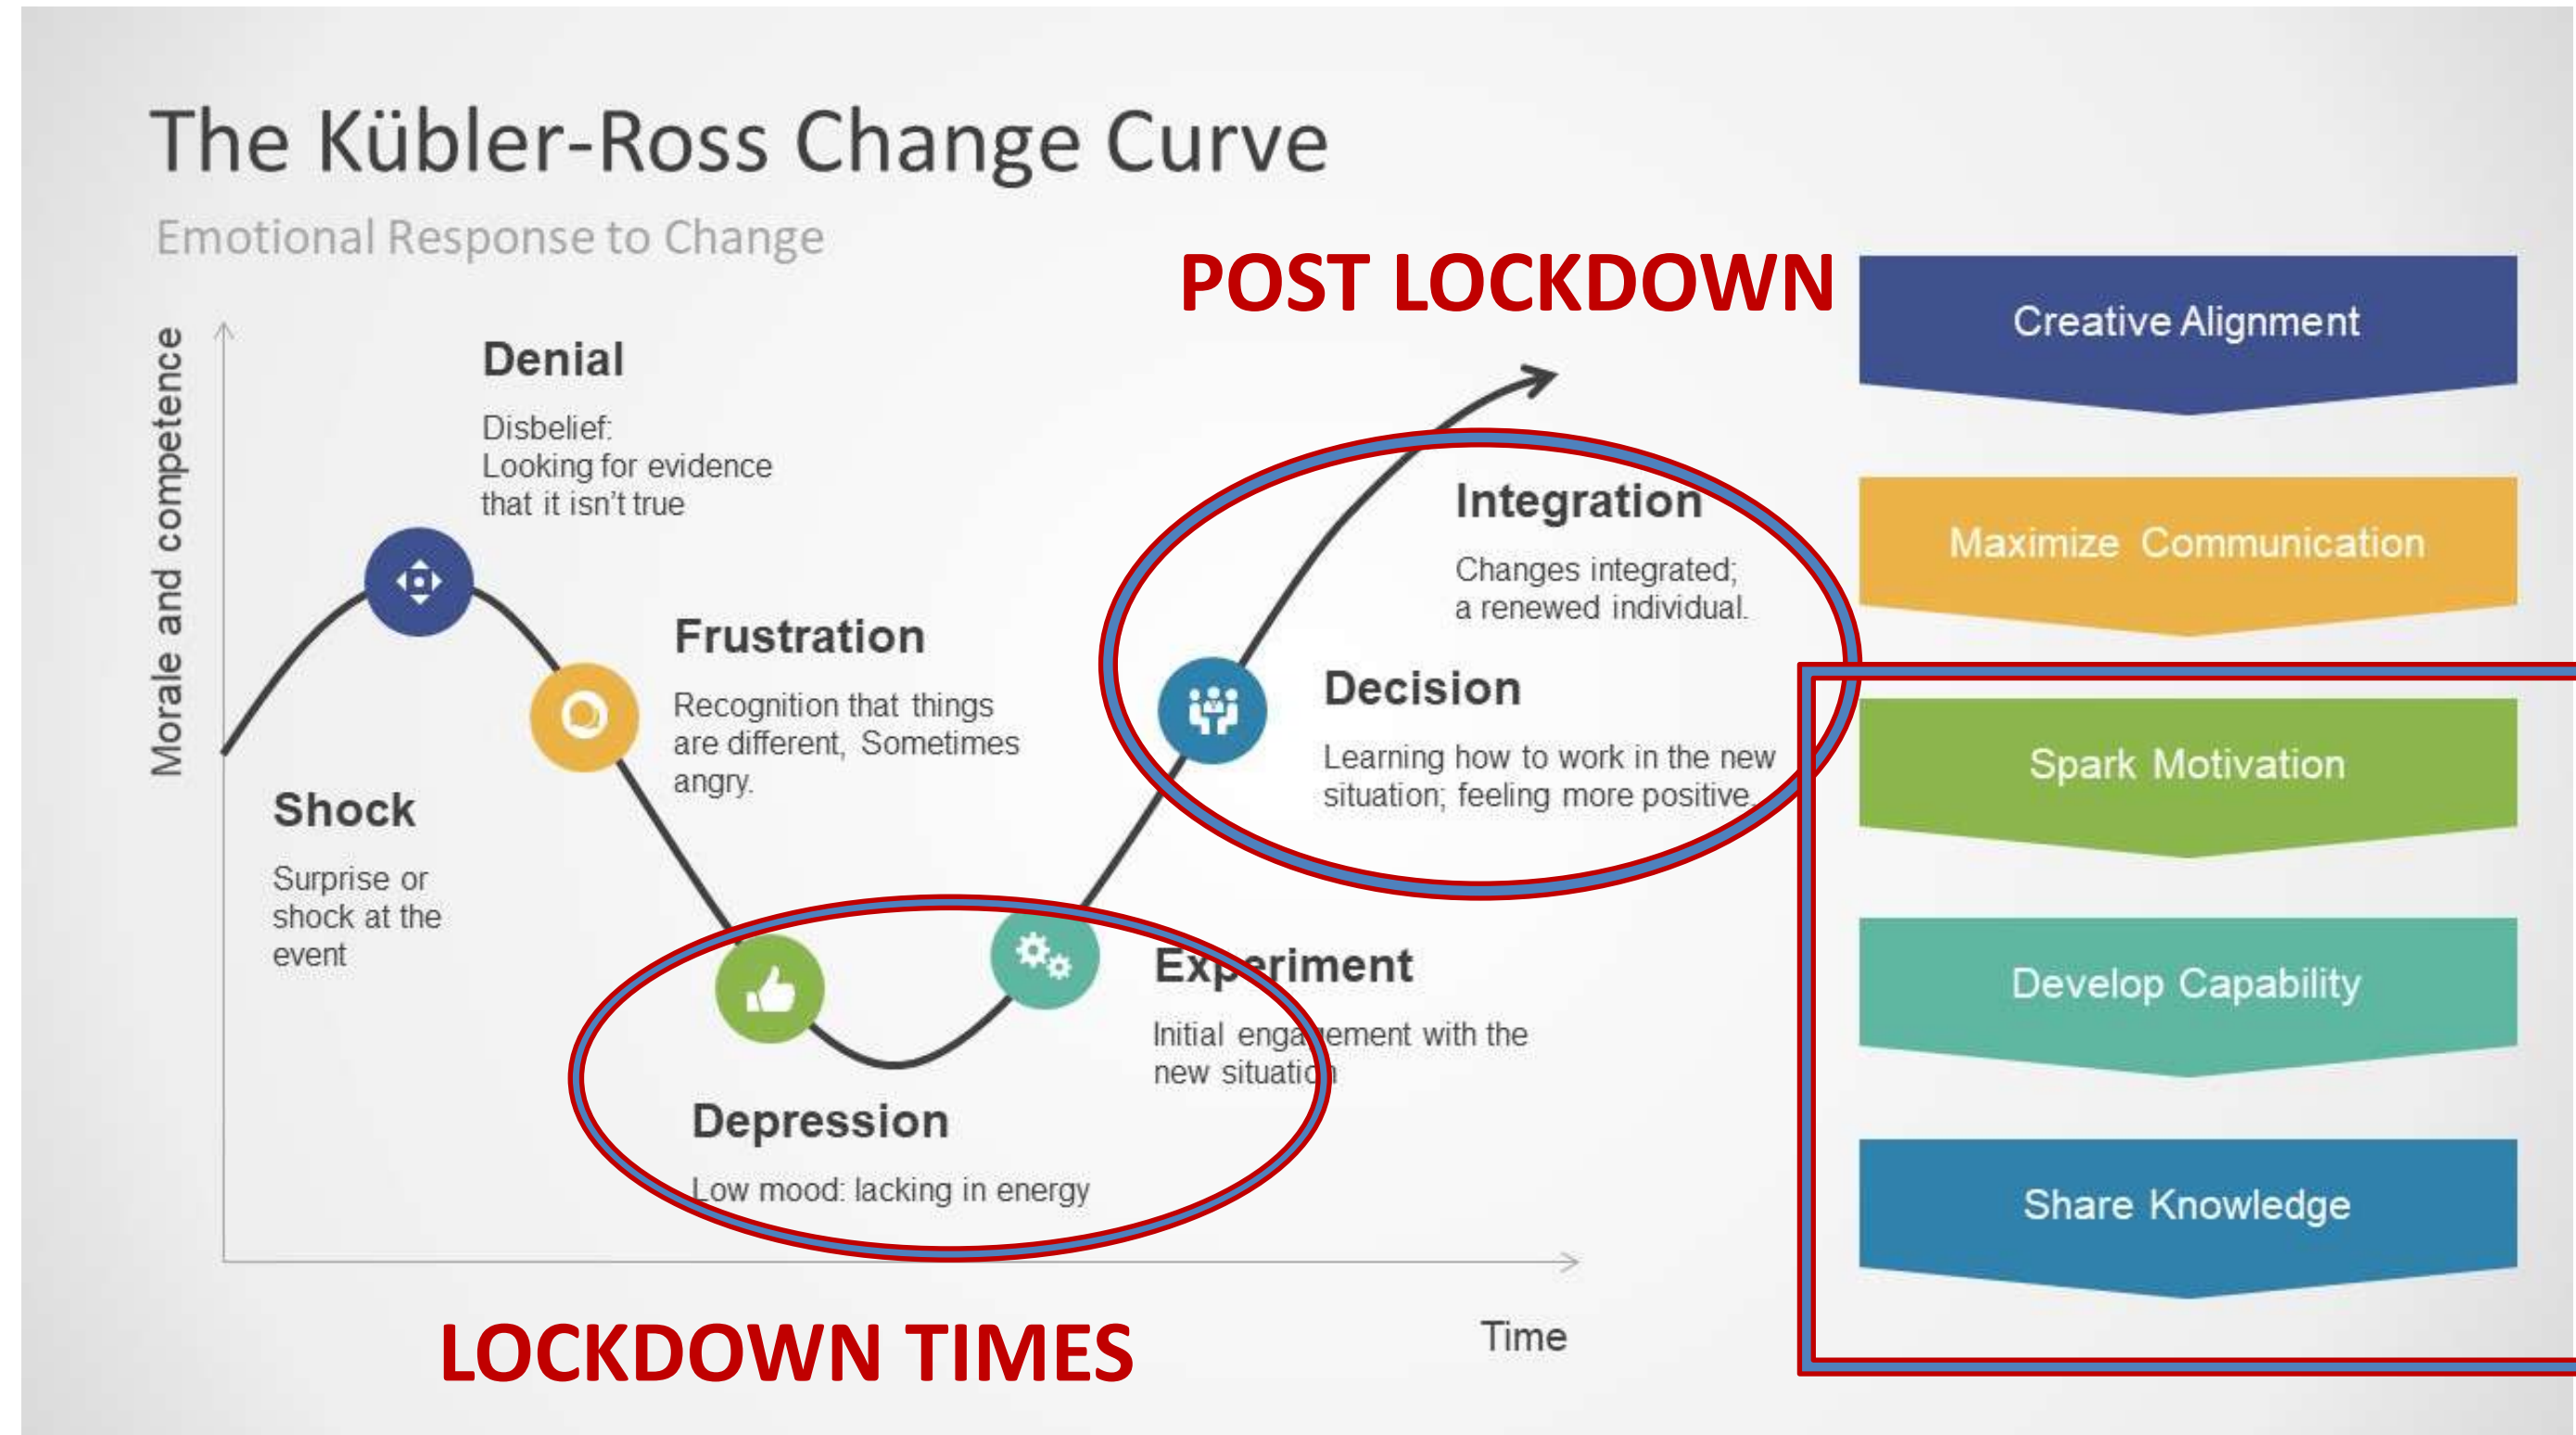 The Kübler-Ross Change Curve
Emotional Response to Change
POST LOCKDOWN
Morale and competence
Denial
Disbelief:
Looking for evidence
that it isn't true
Frustration
Recognition that things
are different, Sometimes
angry.
Shock
Surprise or
shock at the
event
Depression
Low mood: lacking in energy
Experiment
Initial engagement with the
new situation
Integration
Changes integrated;
a renewed individual.
Decision
Learning how to work in the new
situation; feeling more positive.
Time
LOCKDOWN TIMES
Creative Alignment
Maximize Communication
Spark Motivation
Develop Capability
Share Knowledge